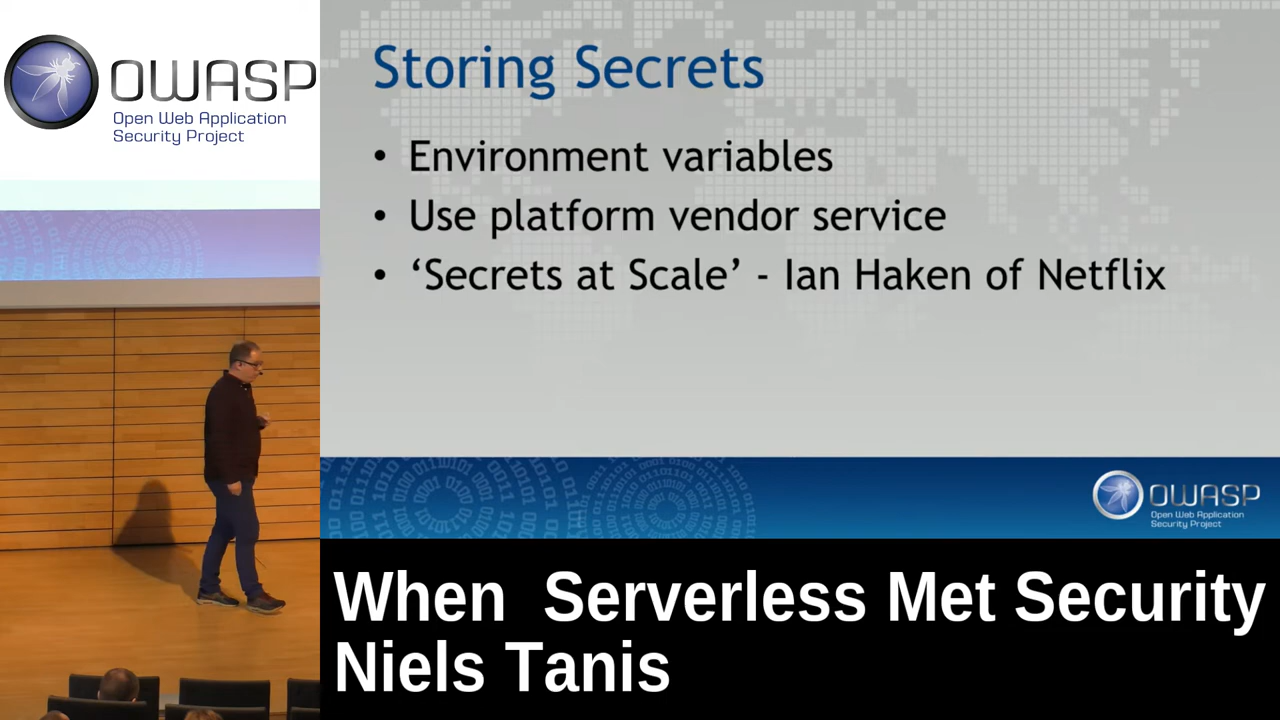 OWASP
Open Web Application
Security Project
Storing Secrets
• Environment variables
• Use platform vendor service
• ‘Secrets at Scale’ - Ian Haken of Netflix
OWASP
Open Web Application
Security Project
When  Serverless Met Security
Niels Tanis